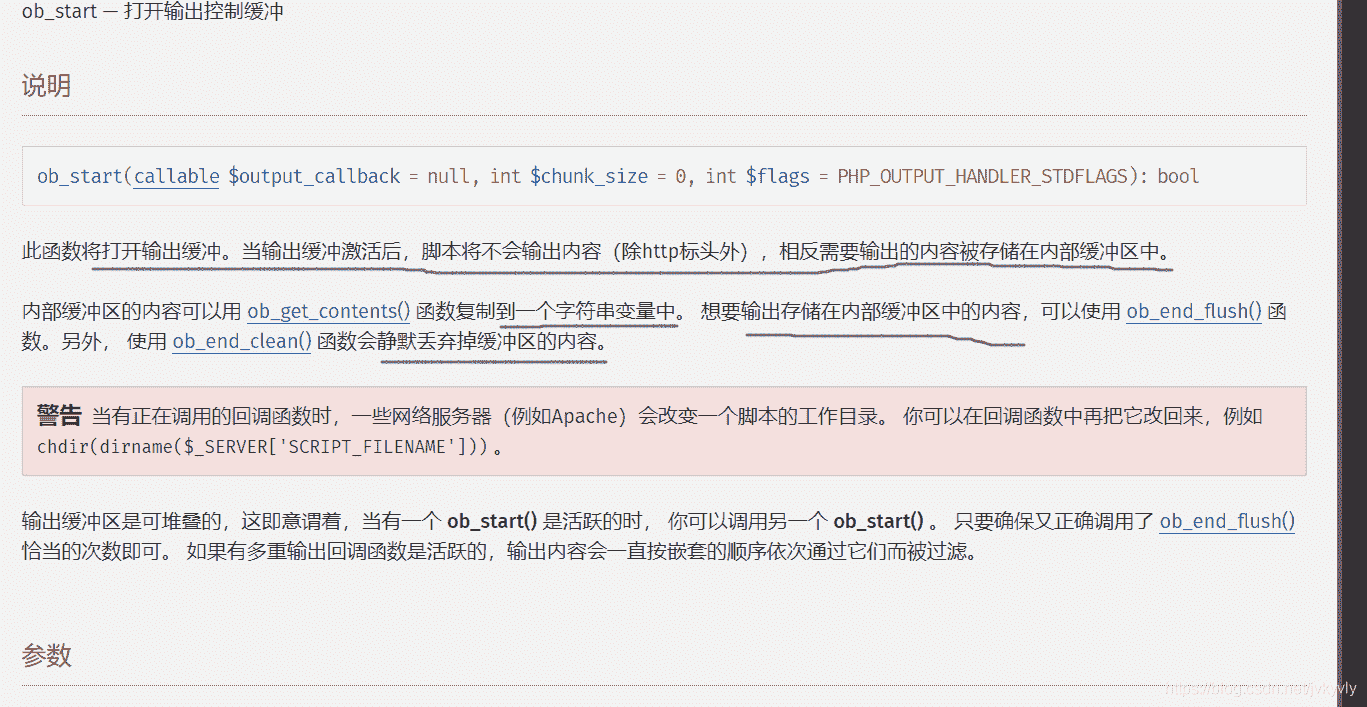 ob_start — 打开输出控制缓冲
说明
ob_start(callable $output_callback = null, int $chunk_size = 0, int $flags = PHP_OUTPUT_HANDLER_STDFLAGS): bool
此函数将打开输出缓冲。当输出缓冲激活后，脚本将不会输出内容（除http标头外），相反需要输出的内容被存储在内部缓冲区中。
内部缓冲区的内容可以用 ob_get_contents() 函数复制到一个字符串变量中。 想要输出存储在内部缓冲区中的内容，可以使用 ob_end_flush() 函
数。另外， 使用 ob_end_clean() 函数会静默丢弃掉缓冲区的内容。
警告 当有正在调用的回调函数时，一些网络服务器（例如Apache）会改变一个脚本的工作目录。 你可以在回调函数中再把它改回来，例如
chdir(dirname($_SERVER['SCRIPT_FILENAME']))。
输出缓冲区是可堆叠的，这即意谓着，当有一个 ob_start() 是活跃的时， 你可以调用另一个 ob_start() 。 只要确保又正确调用了 ob_end_flush()
恰当的次数即可。 如果有多重输出回调函数是活跃的，输出内容会一直按嵌套的顺序依次通过它们而被过滤。
参数
https://blog.csdn.net/jvkyvly